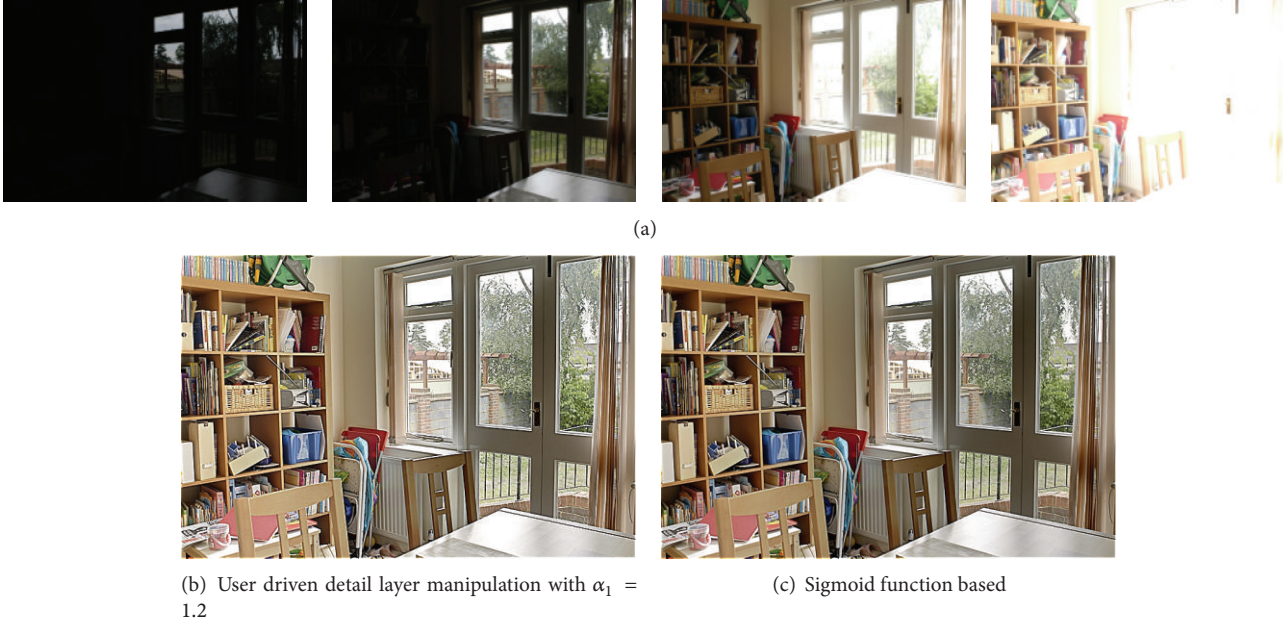 (a)
(b) User driven detail layer manipulation with α₁ =
1.2
(c) Sigmoid function based